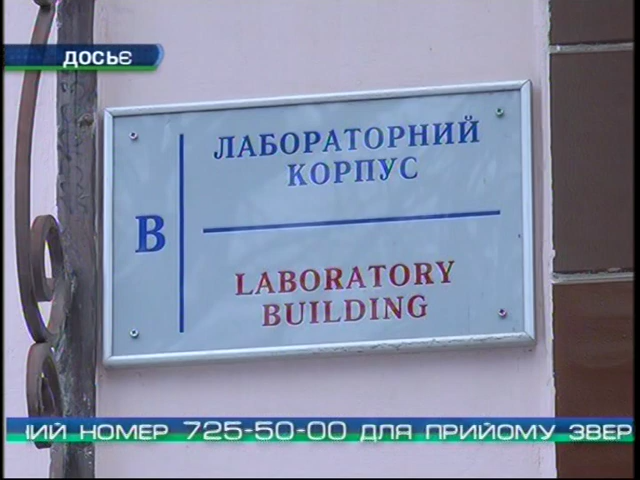 ДОСЬЄ
ЛАБОРАТОРНИЙ
КОРПУС
В
LABORATORY
BUILDING
НОМЕР 725-50-00 ДЛЯ ПРИЙОМУ